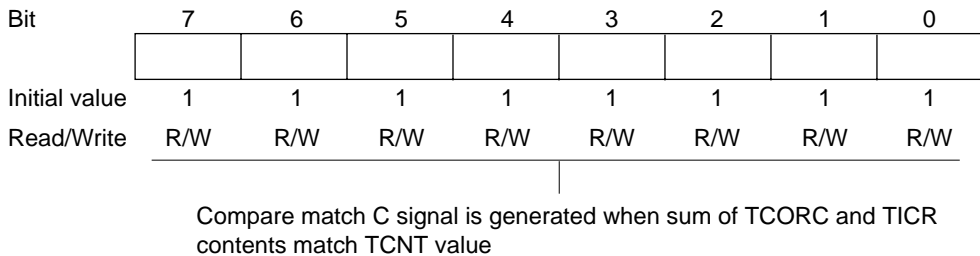 Bit 7 6 5 4 3 2 1 0
Initial value 1 1 1 1 1 1 1 1
Read/Write R/W R/W R/W R/W R/W R/W R/W R/W
Compare match C signal is generated when sum of TCORC and TICR
contents match TCNT value